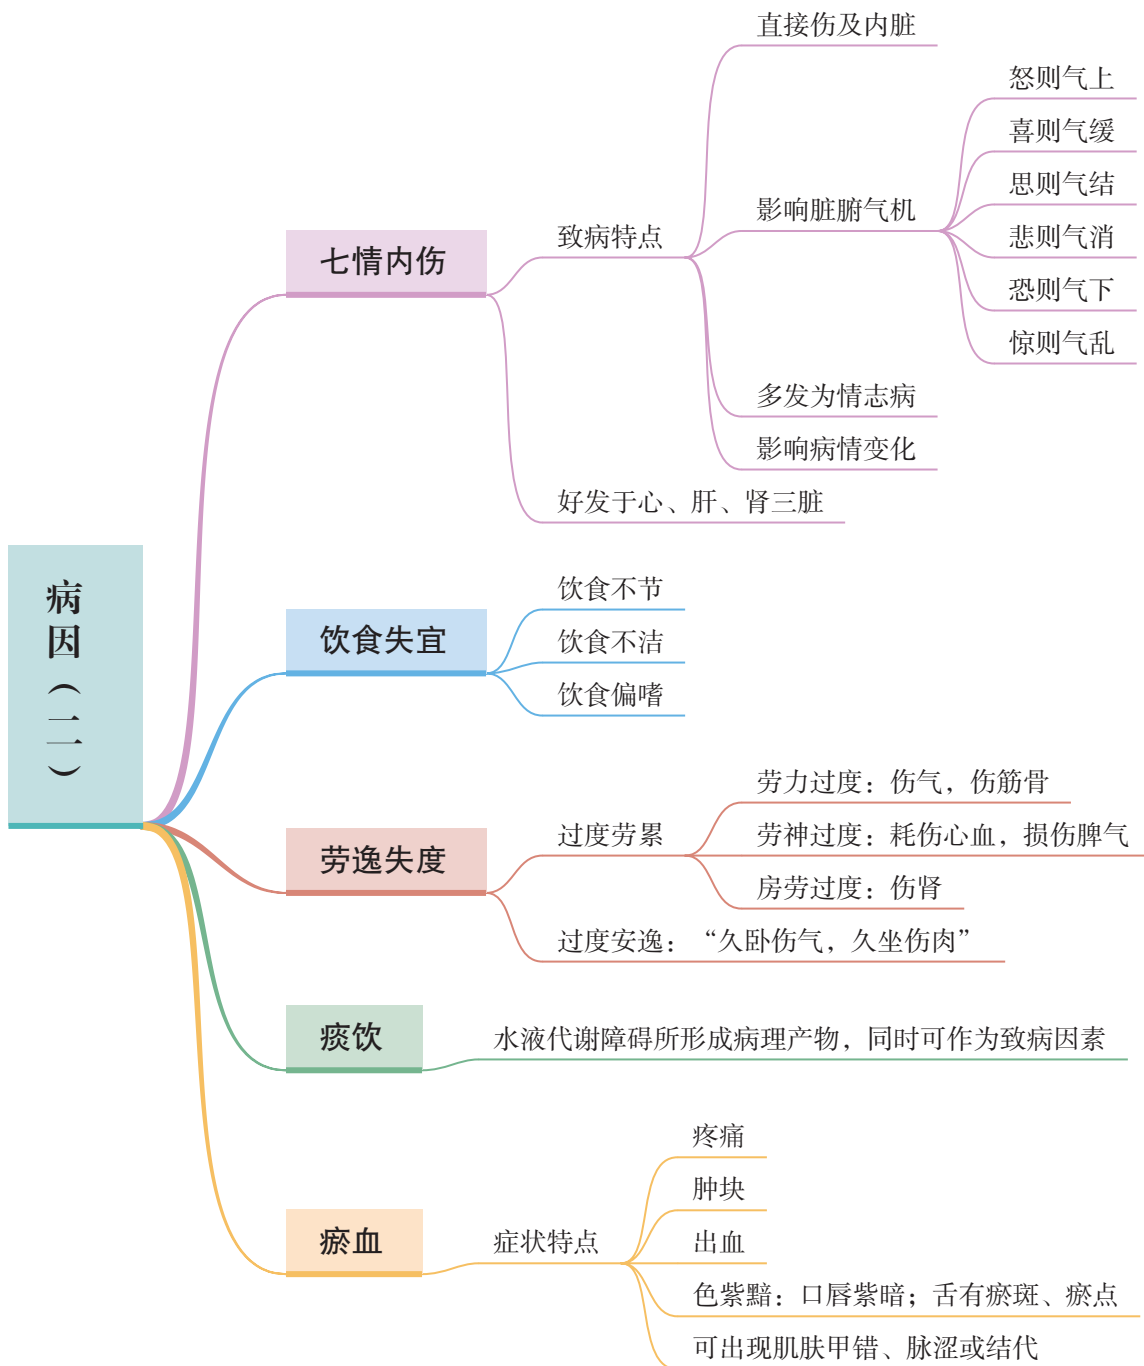 病因（二）
七情内伤
致病特点
直接伤及内脏
影响脏腑气机
怒则气上
喜则气缓
思则气结
悲则气消
恐则气下
惊则气乱
多发为情志病
影响病情变化
好发于心、肝、肾三脏
饮食失宜
饮食不节
饮食不洁
饮食偏嗜
劳逸失度
过度劳累
劳力过度：伤气，伤筋骨
劳神过度：耗伤心血，损伤脾气
房劳过度：伤肾
过度安逸：“久卧伤气，久坐伤肉”
痰饮
水液代谢障碍所形成病理产物，同时可作为致病因素
瘀血
症状特点
疼痛
肿块
出血
色紫黯：口唇紫暗；舌有瘀斑、瘀点
可出现肌肤甲错、脉涩或结代